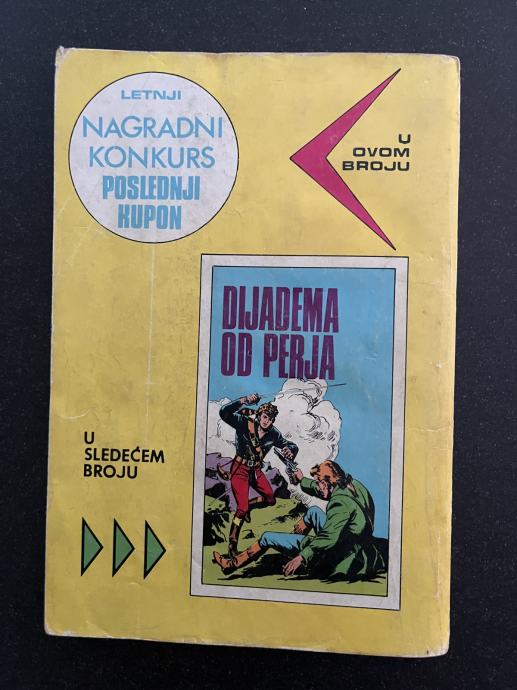 LETNJI
NAGRADNI
KONKURS
POSLEDNJI
KUPON
U
OVOM
BROJU
DIJADEMA
OD PERJA
U
SLEDEĆEM
BROJU